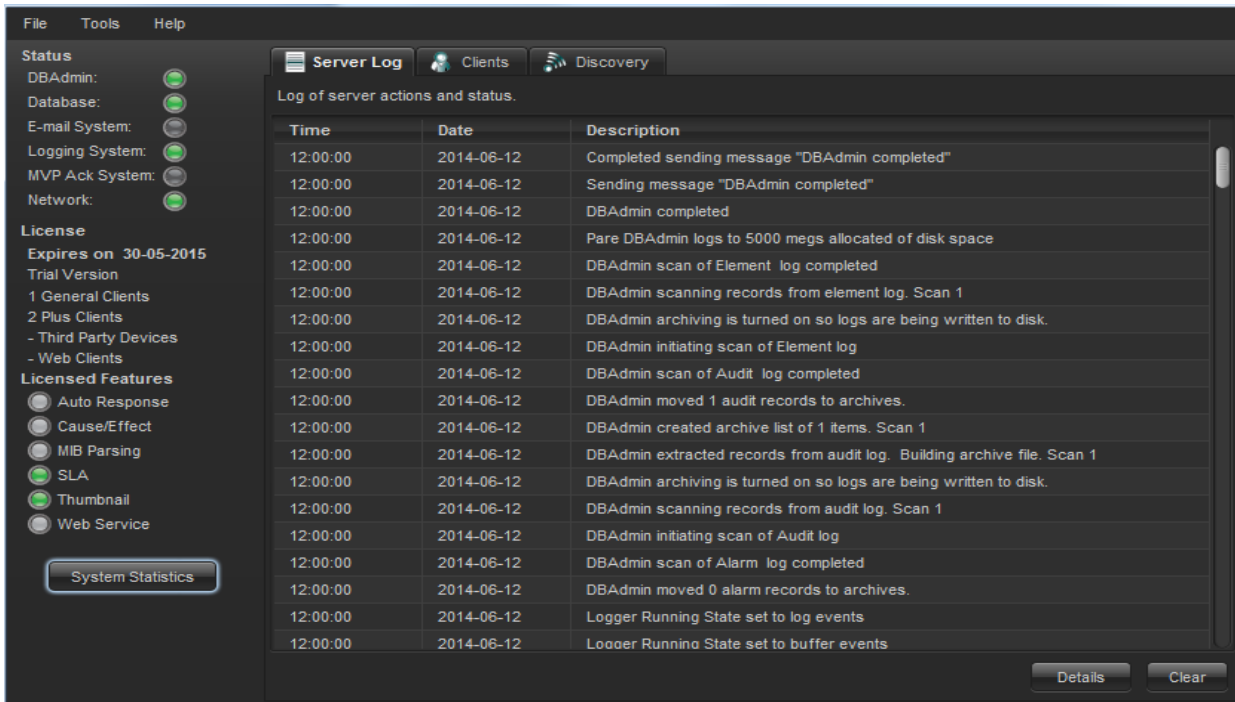 File Tools Help
Status
DBAdmin:
Database:
E-mail System:
Logging System:
MVP Ack System:
Network:
License
Expires on 30-05-2015
Trial Version
1 General Clients
2 Plus Clients
- Third Party Devices
- Web Clients
Licensed Features
Auto Response
Cause/Effect
MIB Parsing
SLA
Thumbnail
Web Service
System Statistics
Server Log Clients Discovery
Log of server actions and status.
Time Date Description
12:00:00 2014-06-12 Completed sending message "DBAdmin completed"
12:00:00 2014-06-12 Sending message "DBAdmin completed"
12:00:00 2014-06-12 DBAdmin completed
12:00:00 2014-06-12 Pare DBAdmin logs to 5000 megs allocated of disk space
12:00:00 2014-06-12 DBAdmin scan of Element log completed
12:00:00 2014-06-12 DBAdmin scanning records from element log. Scan 1
12:00:00 2014-06-12 DBAdmin archiving is turned on so logs are being written to disk.
12:00:00 2014-06-12 DBAdmin initiating scan of Element log
12:00:00 2014-06-12 DBAdmin scan of Audit log completed
12:00:00 2014-06-12 DBAdmin moved 1 audit records to archives.
12:00:00 2014-06-12 DBAdmin created archive list of 1 items. Scan 1
12:00:00 2014-06-12 DBAdmin extracted records from audit log. Building archive file. Scan 1
12:00:00 2014-06-12 DBAdmin archiving is turned on so logs are being written to disk.
12:00:00 2014-06-12 DBAdmin scanning records from audit log. Scan 1
12:00:00 2014-06-12 DBAdmin initiating scan of Audit log
12:00:00 2014-06-12 DBAdmin scan of Alarm log completed
12:00:00 2014-06-12 DBAdmin moved 0 alarm records to archives.
12:00:00 2014-06-12 Logger Running State set to log events
12:00:00 2014-06-12 Logger Running State set to buffer events
Details Clear